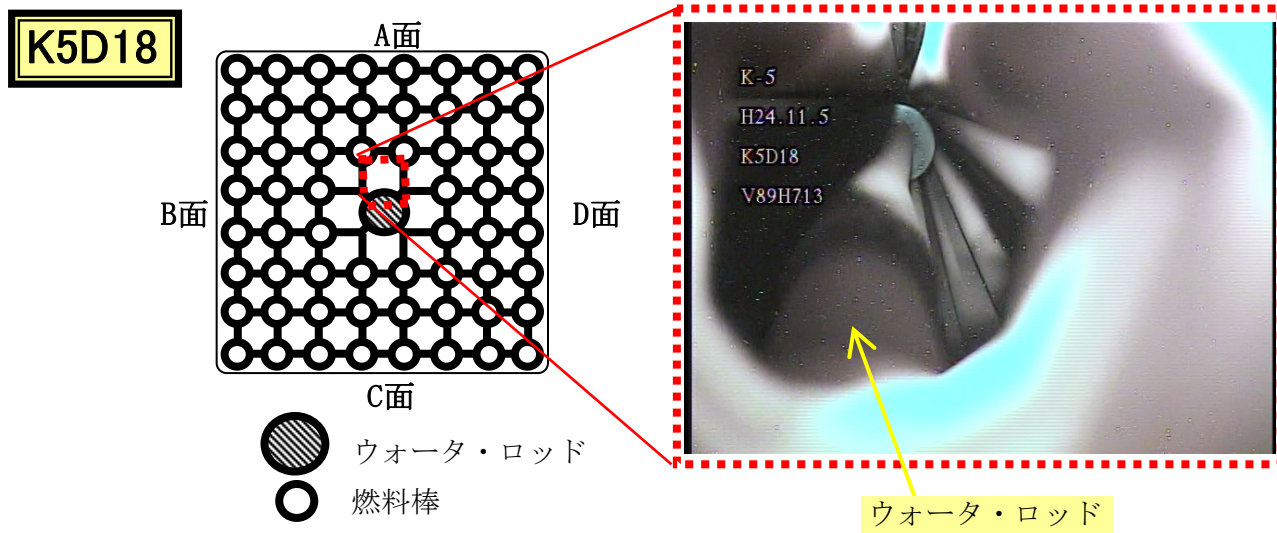 K5D18
A面
B面
D面
C面
ウォータ・ロッド
燃料棒
K-5
H24.11.5
K5D18
V89H713
ウォータ・ロッド